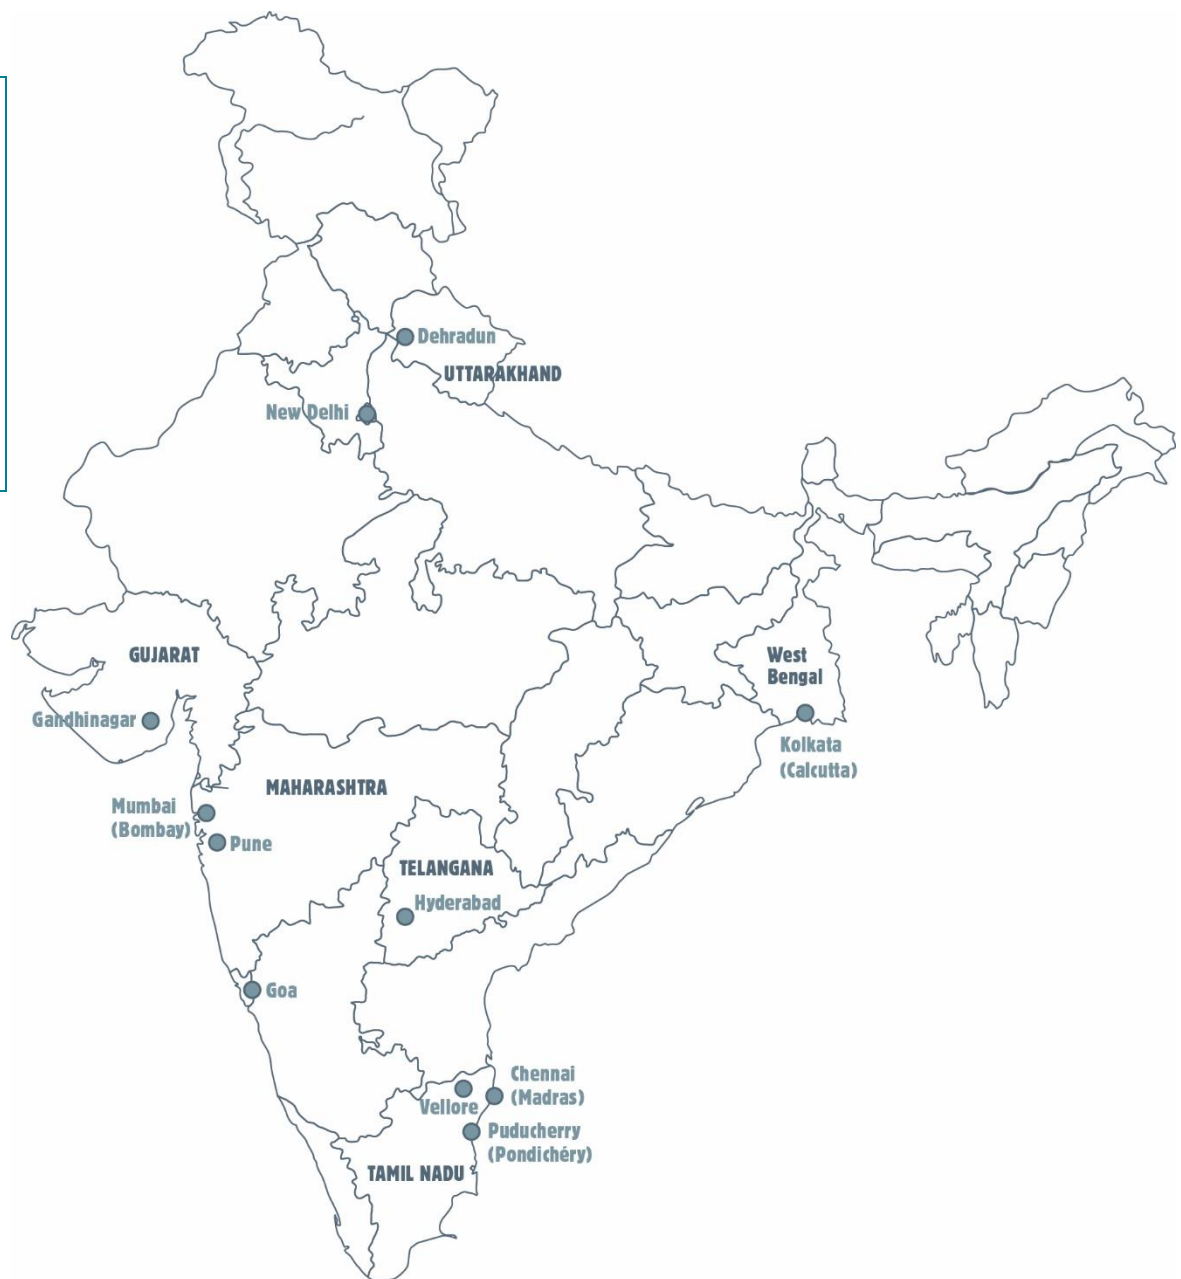 Dehradun
UTTARAKHAND
New Delhi
GUJARAT
West
Bengal
Gandhinagar
Kolkata
(Calcutta)
MAHARASHTRA
Mumbai
(Bombay)
Pune
TELANGANA
Hyderabad
Goa
Chennai
(Madras)
Vellore
Puducherry
(Pondichéry)
TAMIL NADU